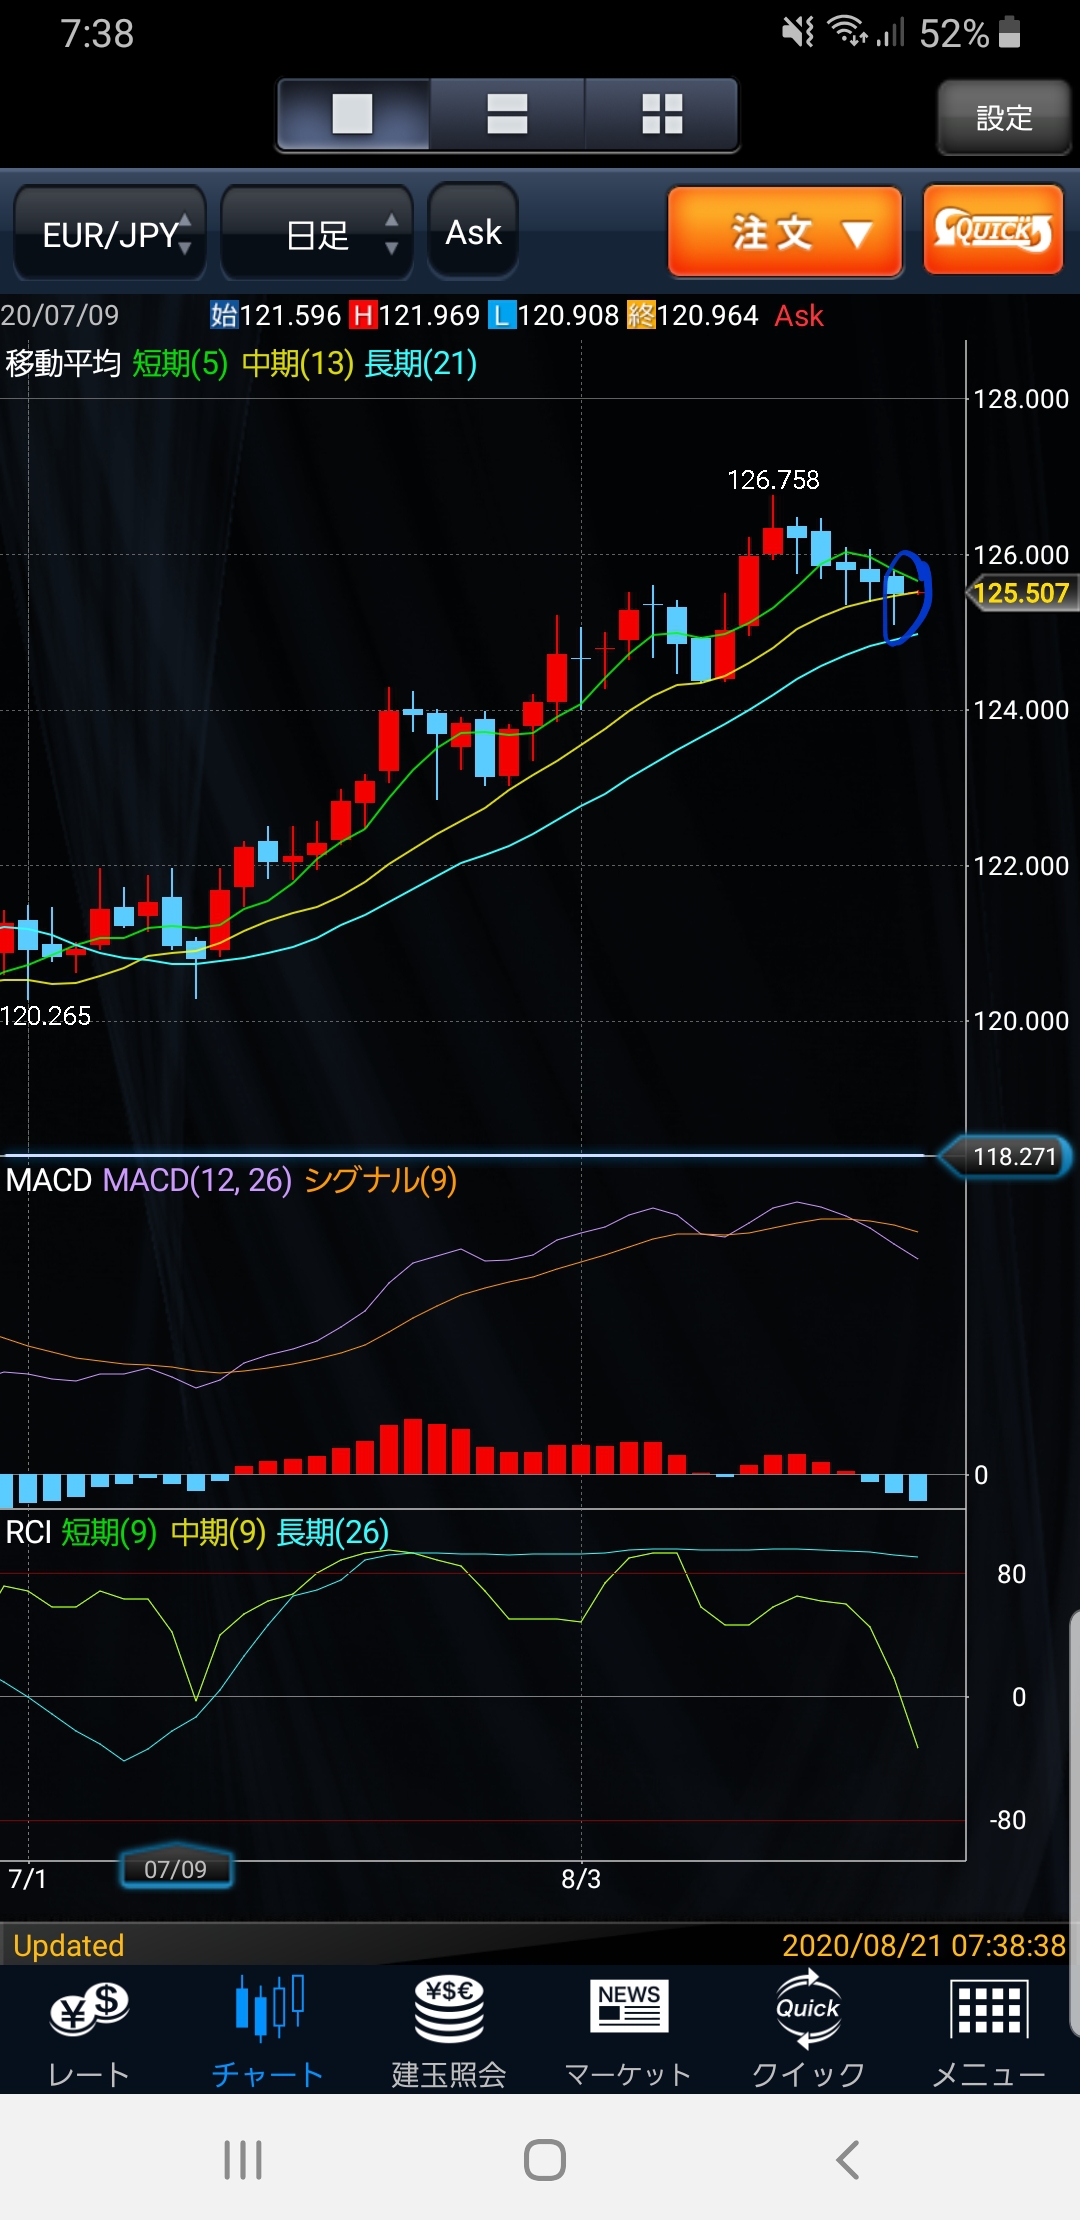 7:38 52%
設定
EUR/JPY 日足 Ask 注文 ▼ QUICK
20/07/09 始121.596 H121.969 L120.908 終120.964 Ask
移動平均 短期(5) 中期(13) 長期(21)
128.000
126.758
126.000
125.507
124.000
122.000
120.265
120.000
118.271
MACD MACD(12, 26) シグナル(9)
0
RCI 短期(9) 中期(9) 長期(26)
80
0
-80
7/1 07/09 8/3
Updated 2020/08/21 07:38:38
¥$ ¥$€ NEWS Quick
レート チャート 建玉照会 マーケット クイック メニュー